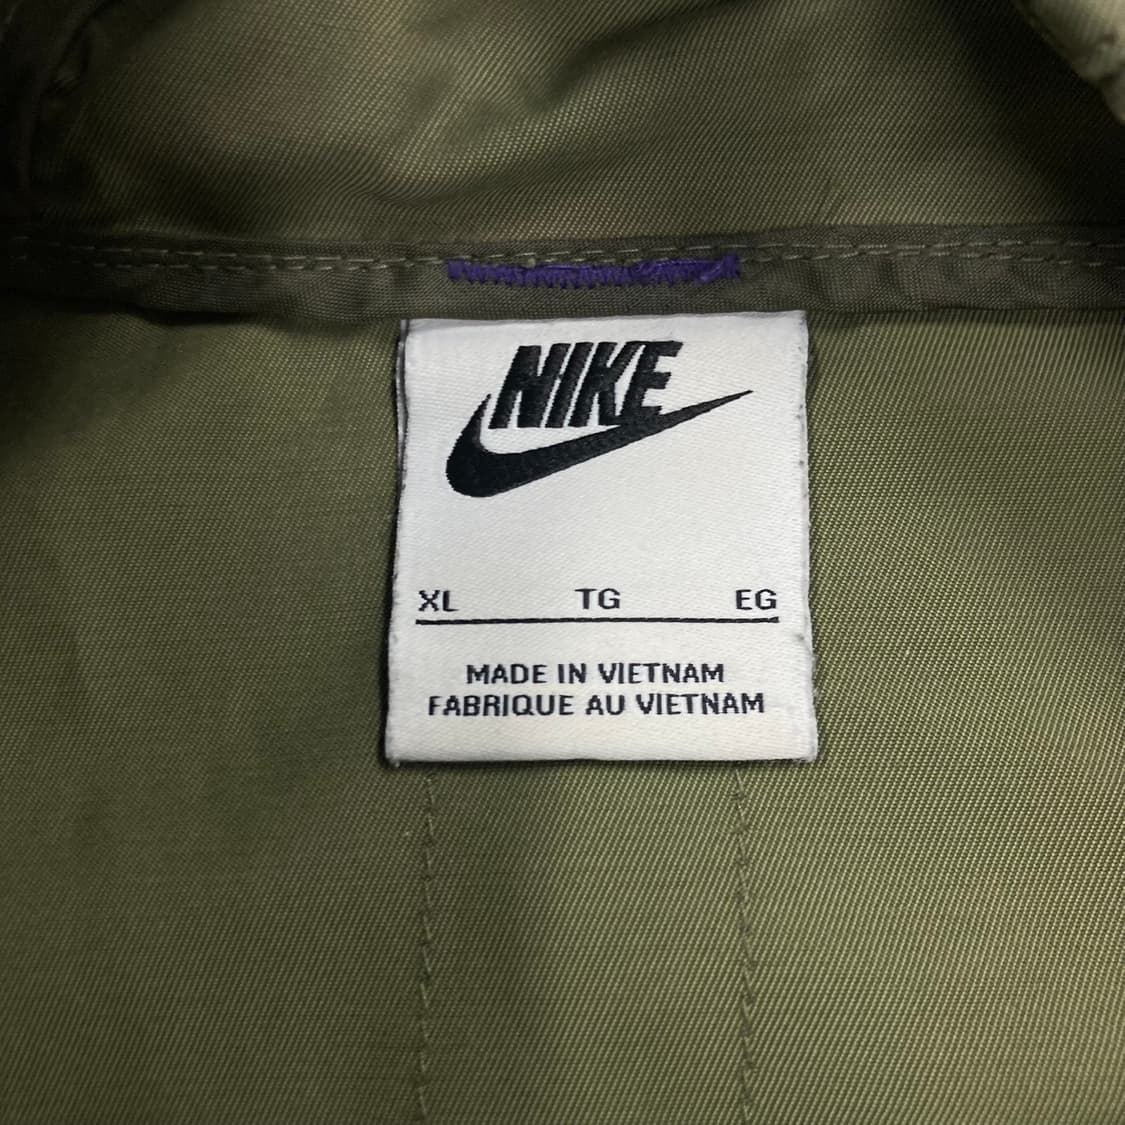 NIKE
XL TG EG
MADE IN VIETNAM
FABRIQUE AU VIETNAM